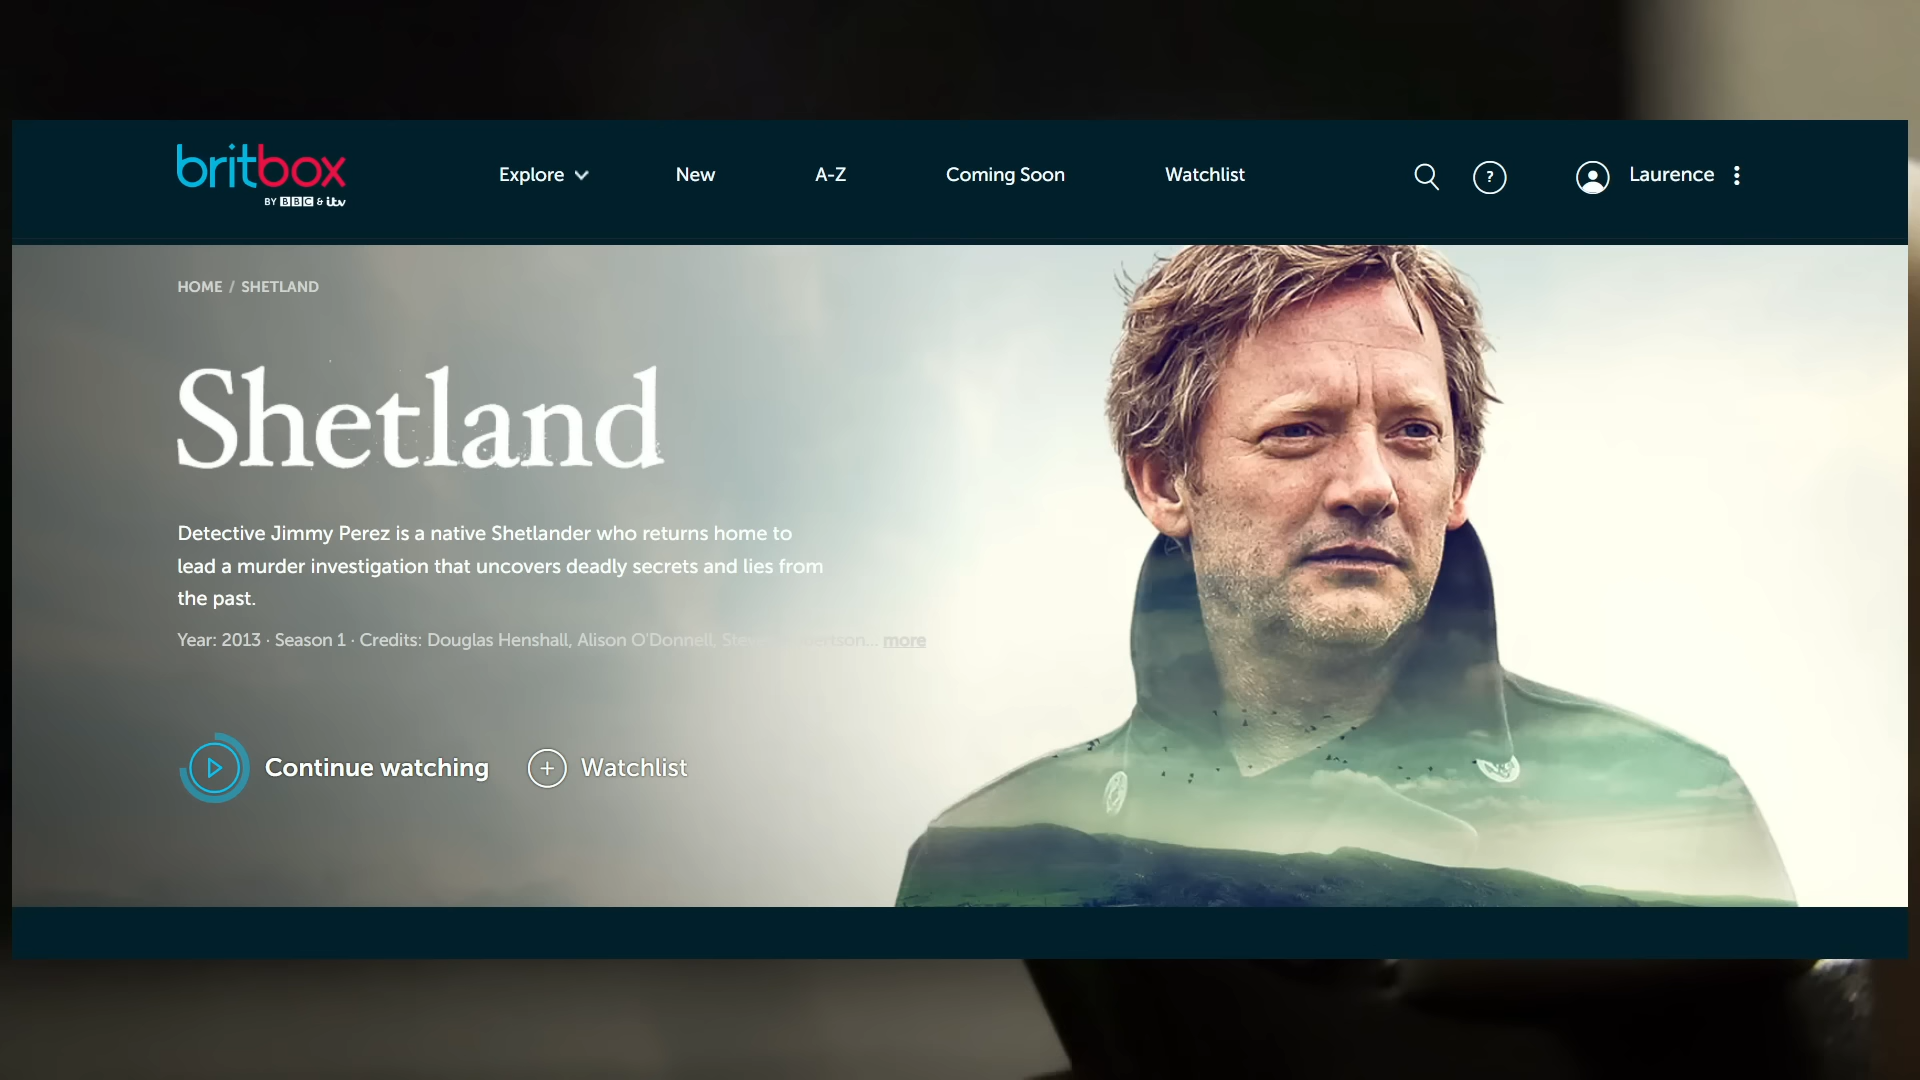 britbox
BY BBC & itv
Explore
New
A-Z
Coming Soon
Watchlist
?
Laurence
HOME / SHETLAND
Shetland
Detective Jimmy Perez is a native Shetlander who returns home to
lead a murder investigation that uncovers deadly secrets and lies from
the past.
Year: 2013 · Season 1 · Credits: Douglas Henshall, Alison O'Donnell, ... more
Continue watching
Watchlist